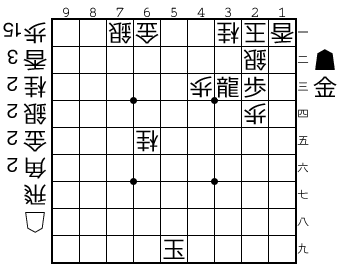 9 8 7 6 5 4 3 2 1
銀 金 桂 王 香 一
銀 二
歩 龍 歩 三
歩 四
桂 五
六
七
八
玉 九
歩15
香3
桂2
銀2
金2
角2
飛
金